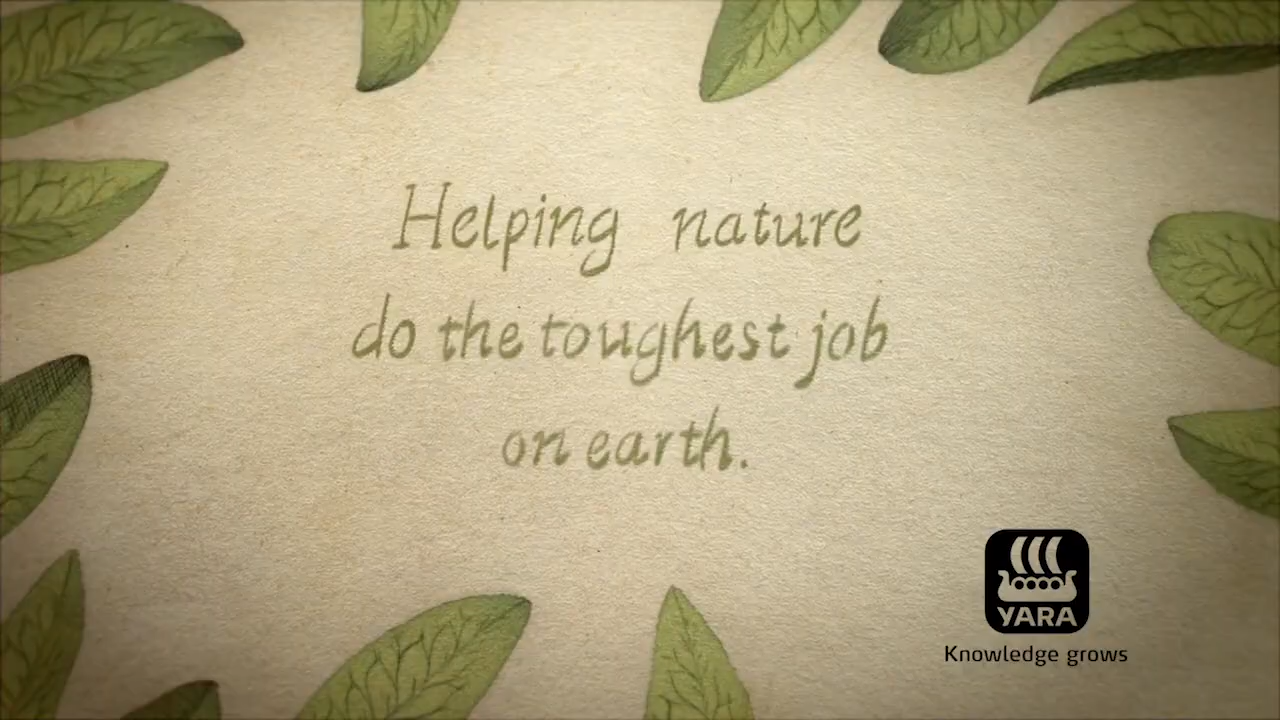 Helping nature
do the toughest job
on earth.
YARA
Knowledge grows